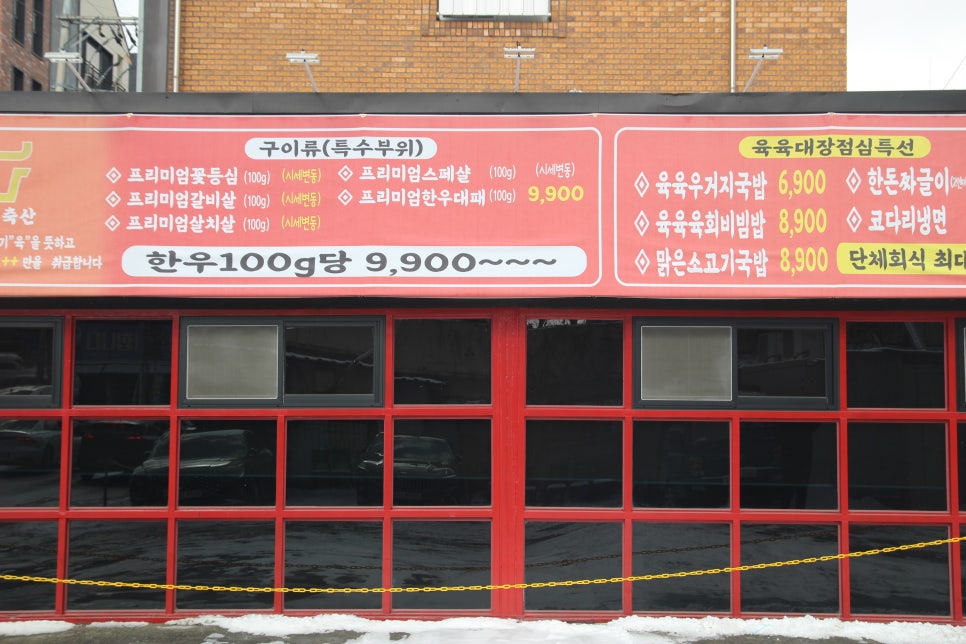 축산
기"육"을 뜻하고
++ 만을 취급합니다
구이류(특수부위)
프리미엄꽃등심 (100g) (시세변동)
프리미엄갈비살 (100g) (시세변동)
프리미엄살치살 (100g) (시세변동)
프리미엄스페샬 (100g) (시세변동)
프리미엄한우대패 (100g) 9,900
한우100g당 9,900~~~
육육대장점심특선
육육우거지국밥 6,900
육육육회비빔밥 8,900
맑은소고기국밥 8,900
한돈짜글이
코다리냉면
단체회식 최대